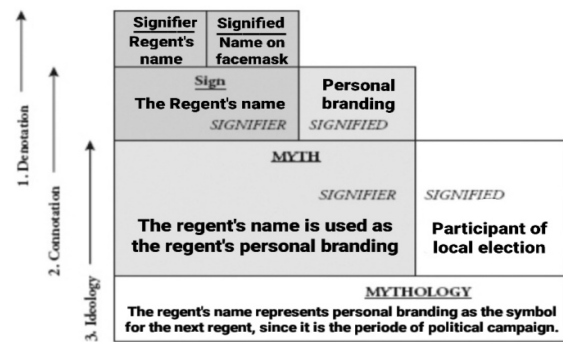 Signifier
Signified
Regent's
name
Name on
facemask
Sign
The Regent's name
SIGNIFIER
Personal
branding
SIGNIFIED
MYTH
SIGNIFIER
The regent's name is used as
the regent's personal branding
SIGNIFIED
Participant of
local election
MYTHOLOGY
The regent's name represents personal branding as the symbol
for the next regent, since it is the periode of political campaign.
1. Denotation
2. Connotation
3. Ideology